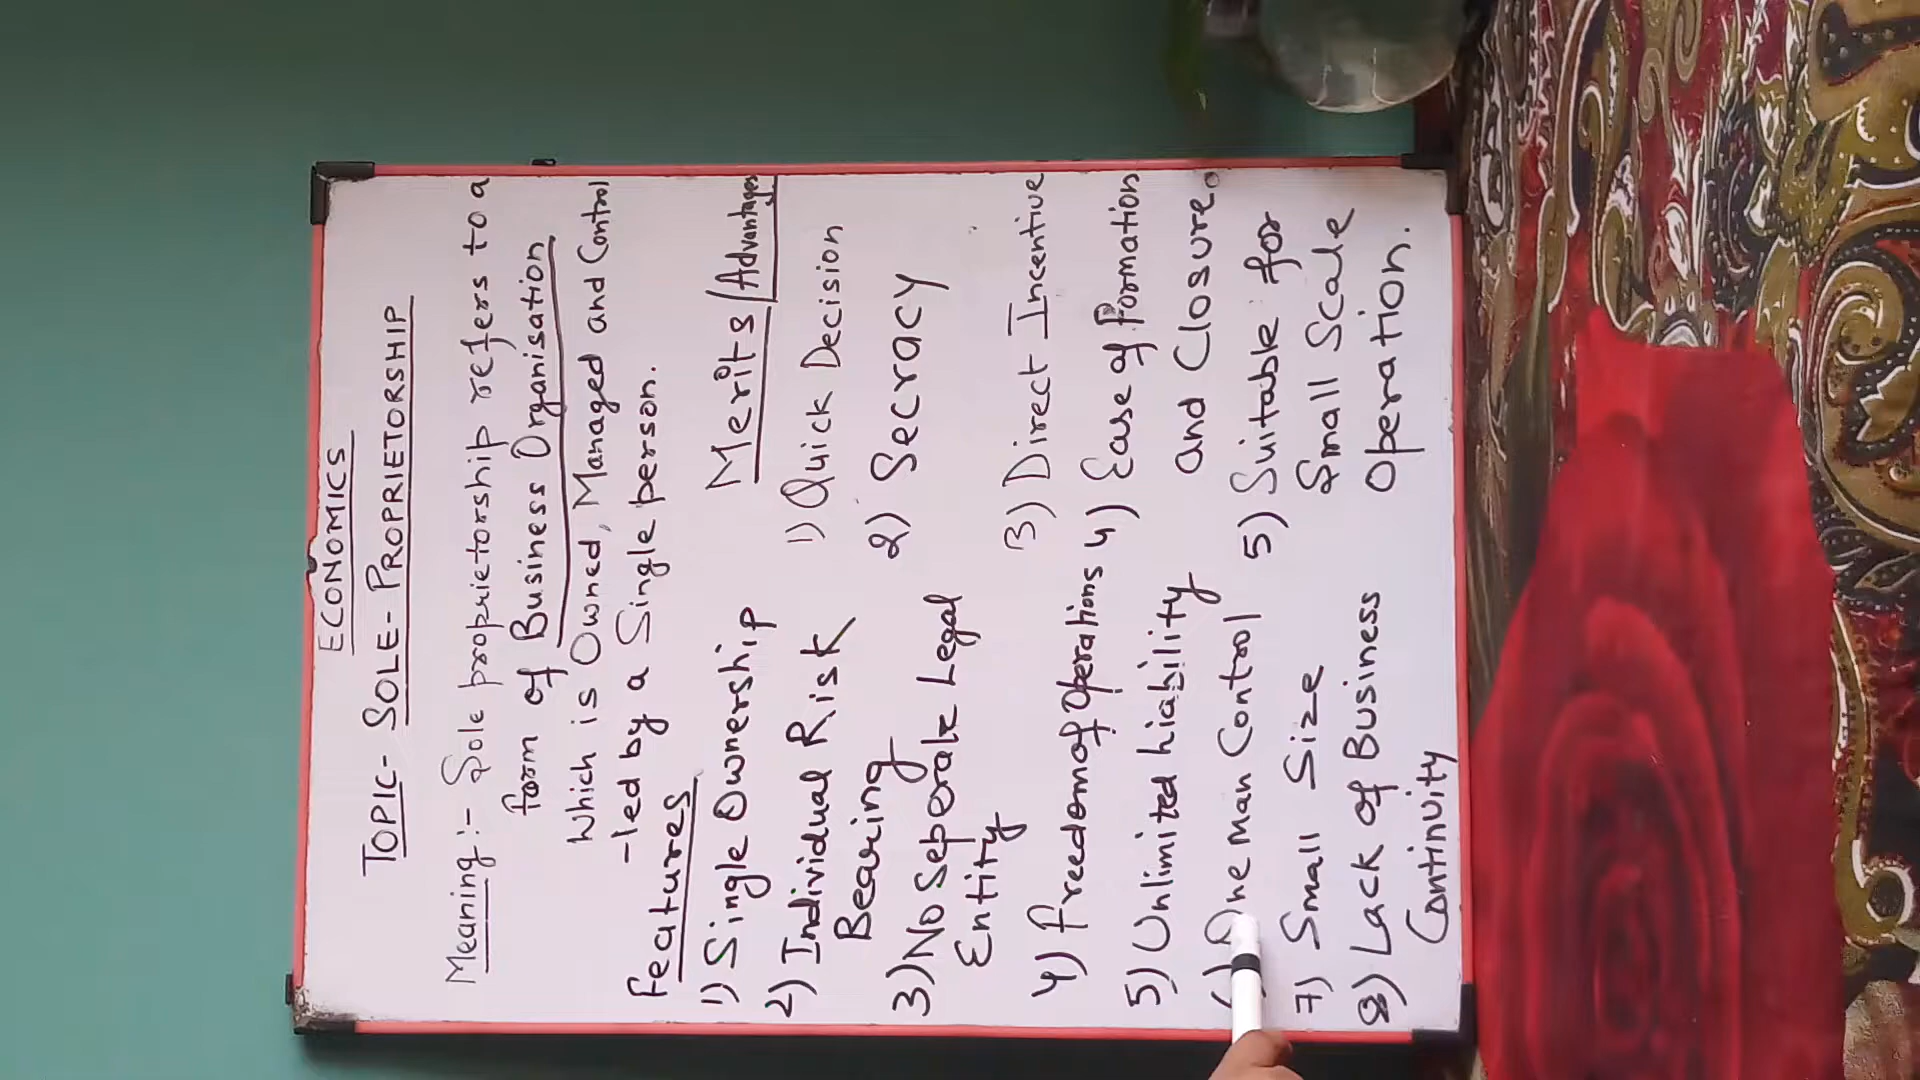 ECONOMICS
TOPIC- SOLE-PROPRIETORSHIP
Meaning:- Sole proprietorship refers to a
form of Business Organisation
Which is Owned, Managed and Control
-led by a Single person.
Features
1) Single Ownership
2) Individual Risk
Bearing
3) No Seperate Legal
Entity
4) Freedom of Operations
5) Unlimited Liability
One man Control
7) Small Size
8) Lack of Business
Continuity
Merits/Advantages
1) Quick Decision
2) Secracy
3) Direct Incentive
4) Ease of Formation
and Closure.
5) Suitable for
Small Scale
Operation.